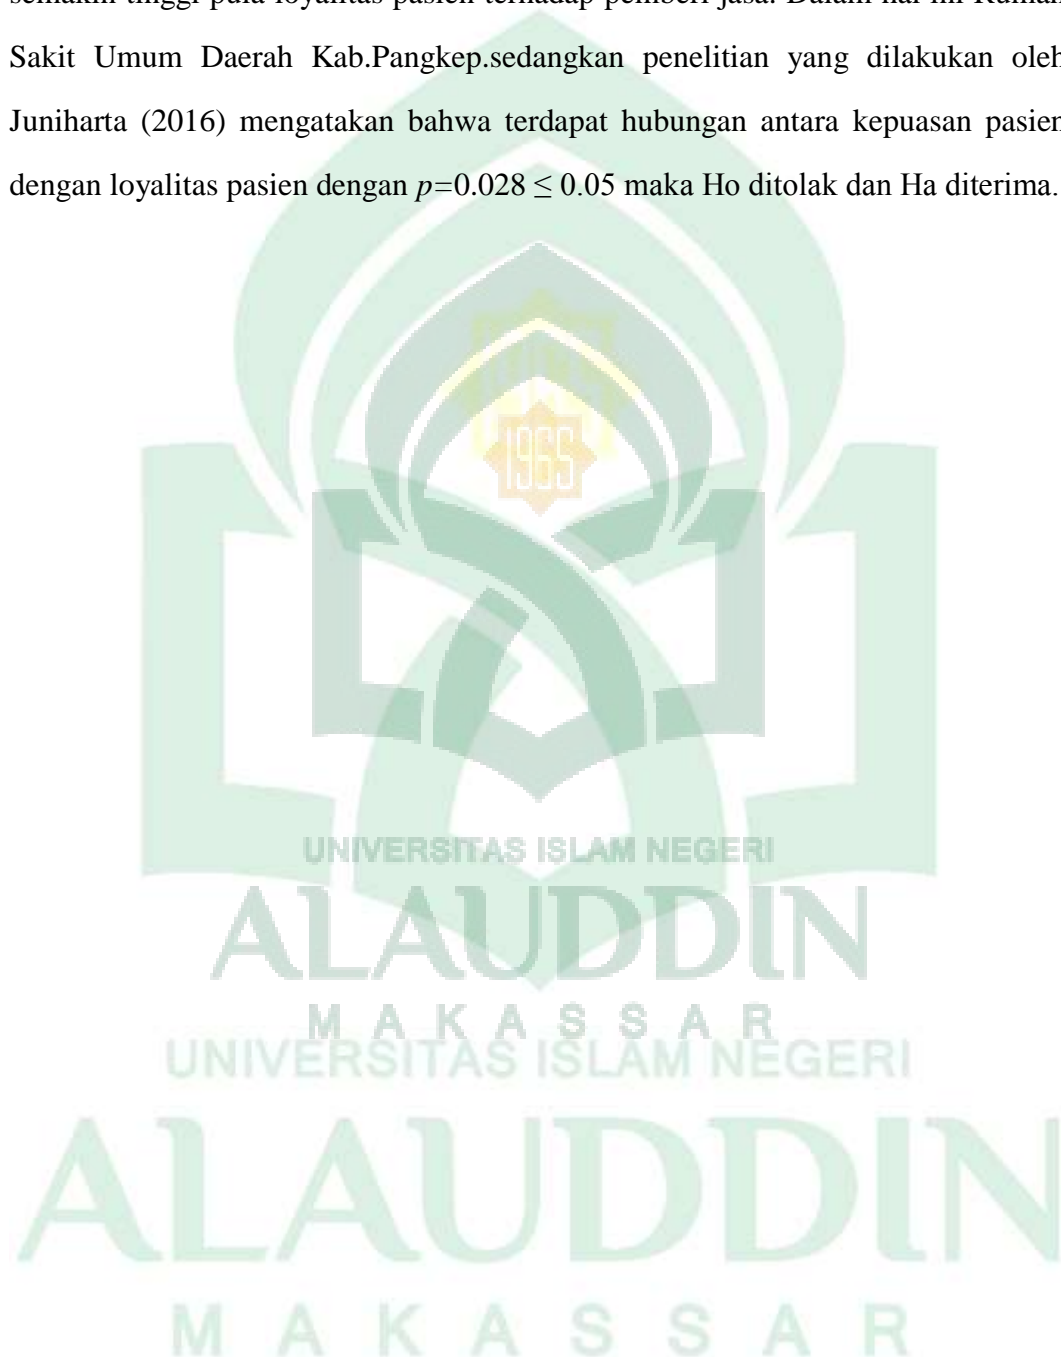 semakin tinggi pula loyalitas pasien terhadap pemberi jasa. Dalam hal ini Rumah
Sakit Umum Daerah Kab.Pangkep.sedangkan penelitian yang dilakukan oleh
Juniharta (2016) mengatakan bahwa terdapat hubungan antara kepuasan pasien
dengan loyalitas pasien dengan p=0.028 ≤ 0.05 maka Ho ditolak dan Ha diterima.
1965
UNIVERSITAS ISLAM NEGERI
ALAUDDIN
MAKASSAR
UNIVERSITAS ISLAM NEGERI
ALAUDDIN
MAKASSAR